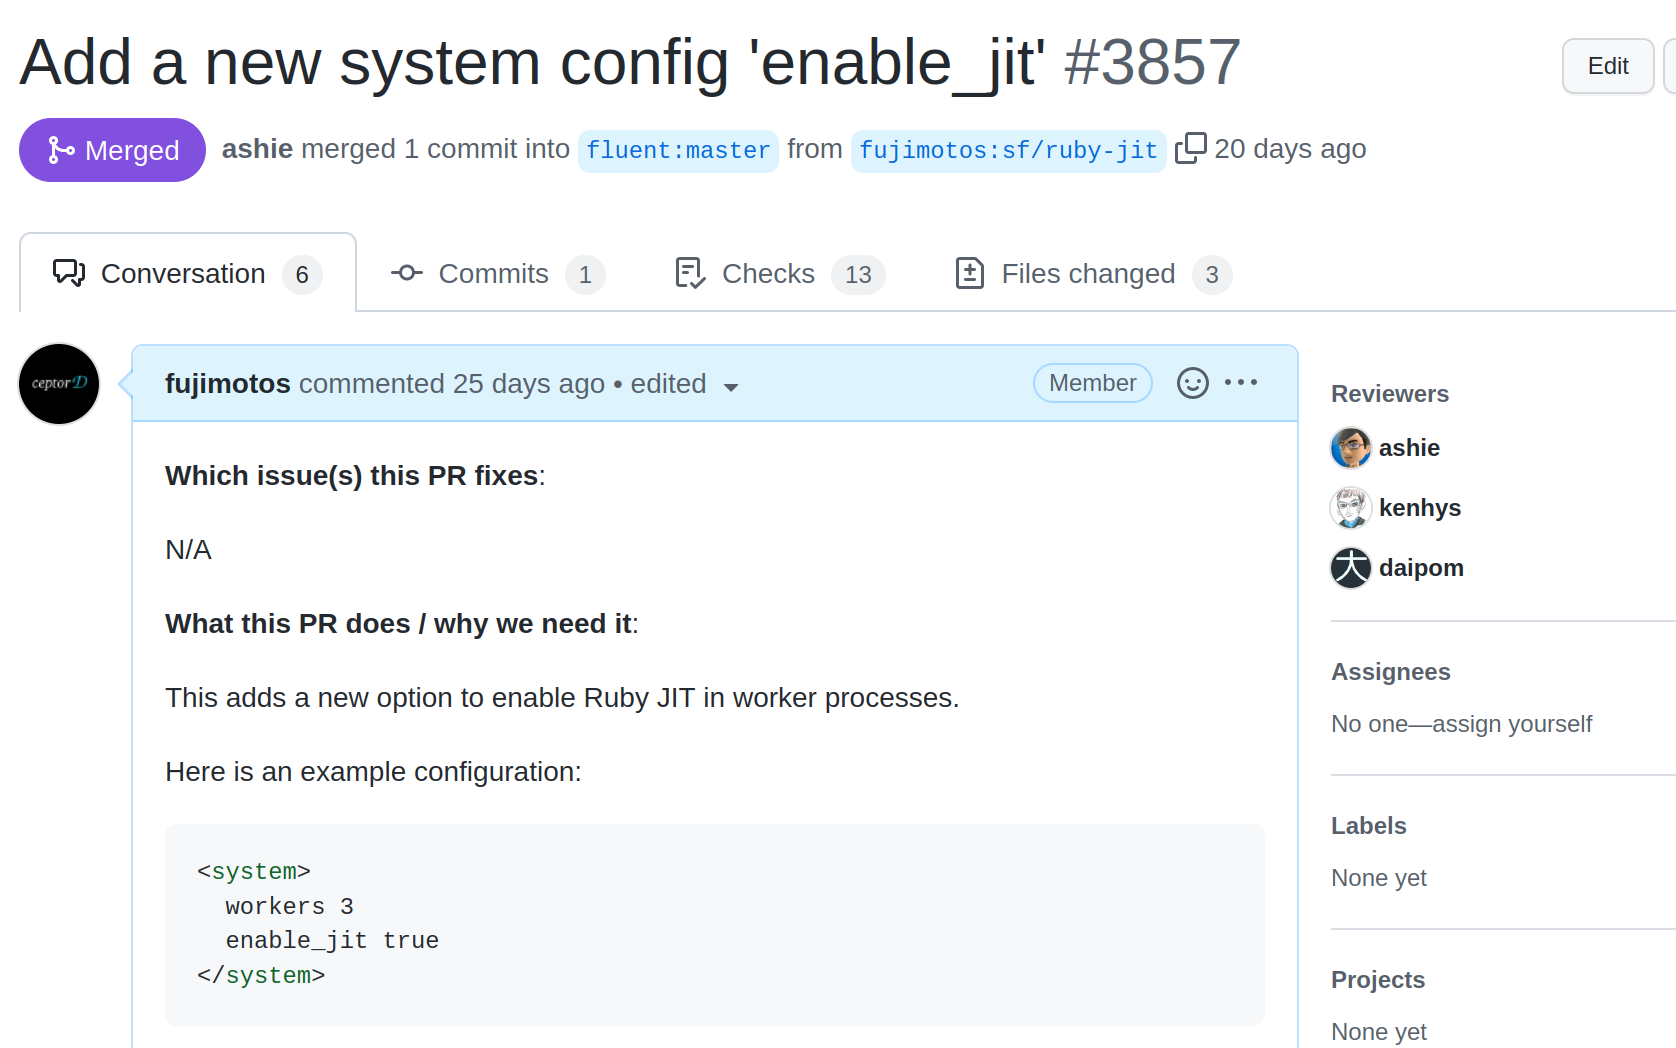 Add a new system config 'enable_jit' #3857
Edit
Merged
ashie merged 1 commit into fluent:master from fujimotos:sf/ruby-jit 20 days ago
Conversation 6
Commits 1
Checks 13
Files changed 3
ceptorD
fujimotos commented 25 days ago • edited
Member
Which issue(s) this PR fixes:
N/A
What this PR does / why we need it:
This adds a new option to enable Ruby JIT in worker processes.
Here is an example configuration:
<system>
  workers 3
  enable_jit true
</system>
Reviewers
ashie
kenhys
大
daipom
Assignees
No one—assign yourself
Labels
None yet
Projects
None yet